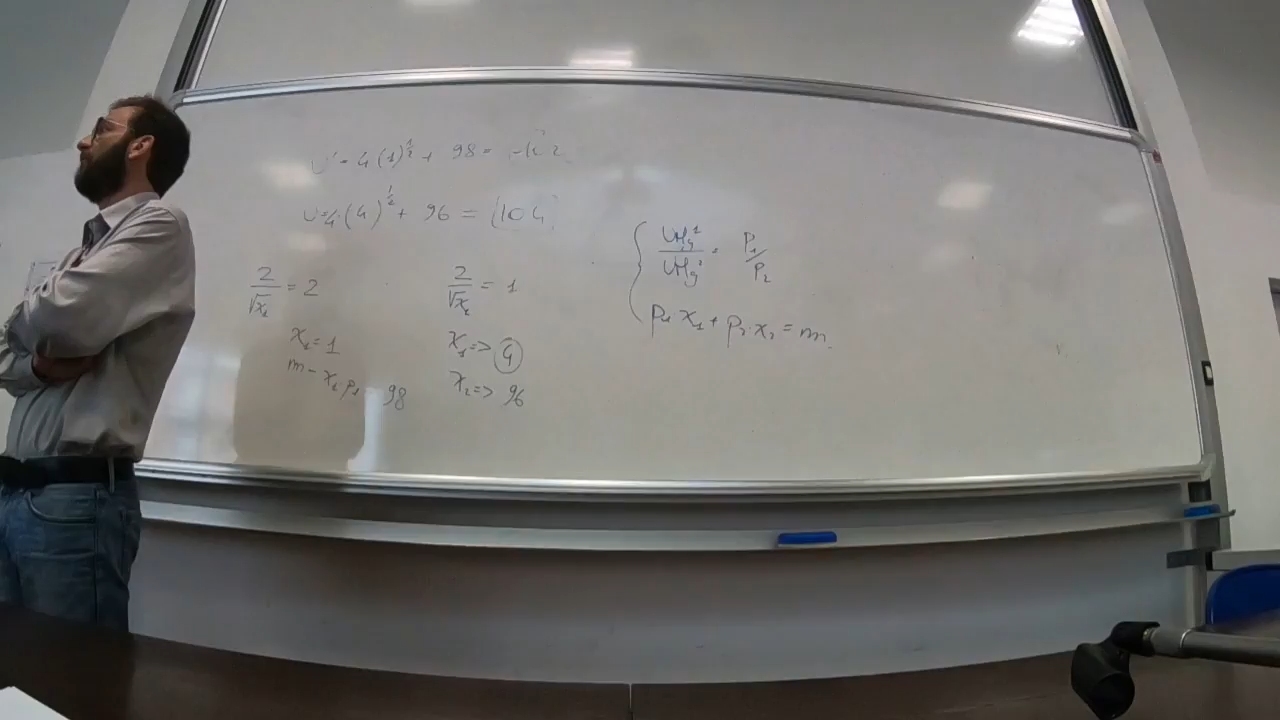 U' = 4(1)^½ + 98 =
U = 4(4)^½ + 96 = (104)
2/√x₁ = 2
x₁ = 1
m - x₁p₁ 98
2/√x₁ = 1
x₁ => 4
x₂ => 96
{ UMg¹/UMg² = P₁/P₂
p₁·x₁ + p₂·x₂ = m